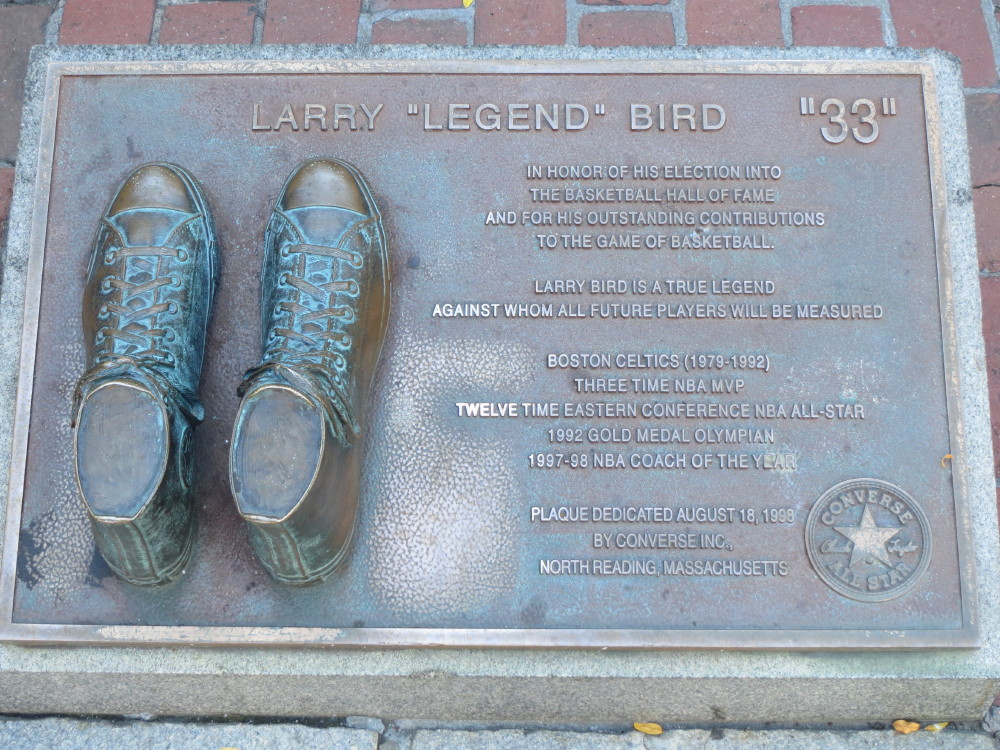 LARRY "LEGEND" BIRD "33"
IN HONOR OF HIS ELECTION INTO
THE BASKETBALL HALL OF FAME
AND FOR HIS OUTSTANDING CONTRIBUTIONS
TO THE GAME OF BASKETBALL.
LARRY BIRD IS A TRUE LEGEND
AGAINST WHOM ALL FUTURE PLAYERS WILL BE MEASURED
BOSTON CELTICS (1979-1992)
THREE TIME NBA MVP
TWELVE TIME EASTERN CONFERENCE NBA ALL-STAR
1992 GOLD MEDAL OLYMPIAN
1997-98 NBA COACH OF THE YEAR
PLAQUE DEDICATED AUGUST 18, 1998
BY CONVERSE INC.,
NORTH READING, MASSACHUSETTS
CONVERSE
Chuck Taylor
ALL STAR